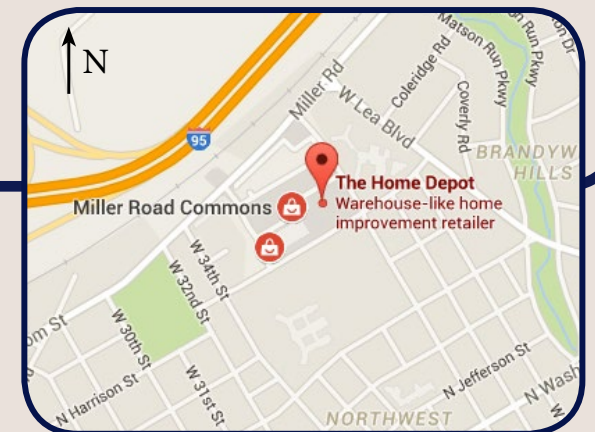 N
Matson Run Pkwy
Run Pkwy
on Dr
Coleridge Rd
Miller Rd
W Lea Blvd
Coverly Rd
95
BRANDYW
HILLS
The Home Depot
Warehouse-like home
improvement retailer
Miller Road Commons
W 34th St
W 32nd St
om St
W 30th St
W 31st St
N Harrison St
N Jefferson St
N Wash
W
NORTHWEST